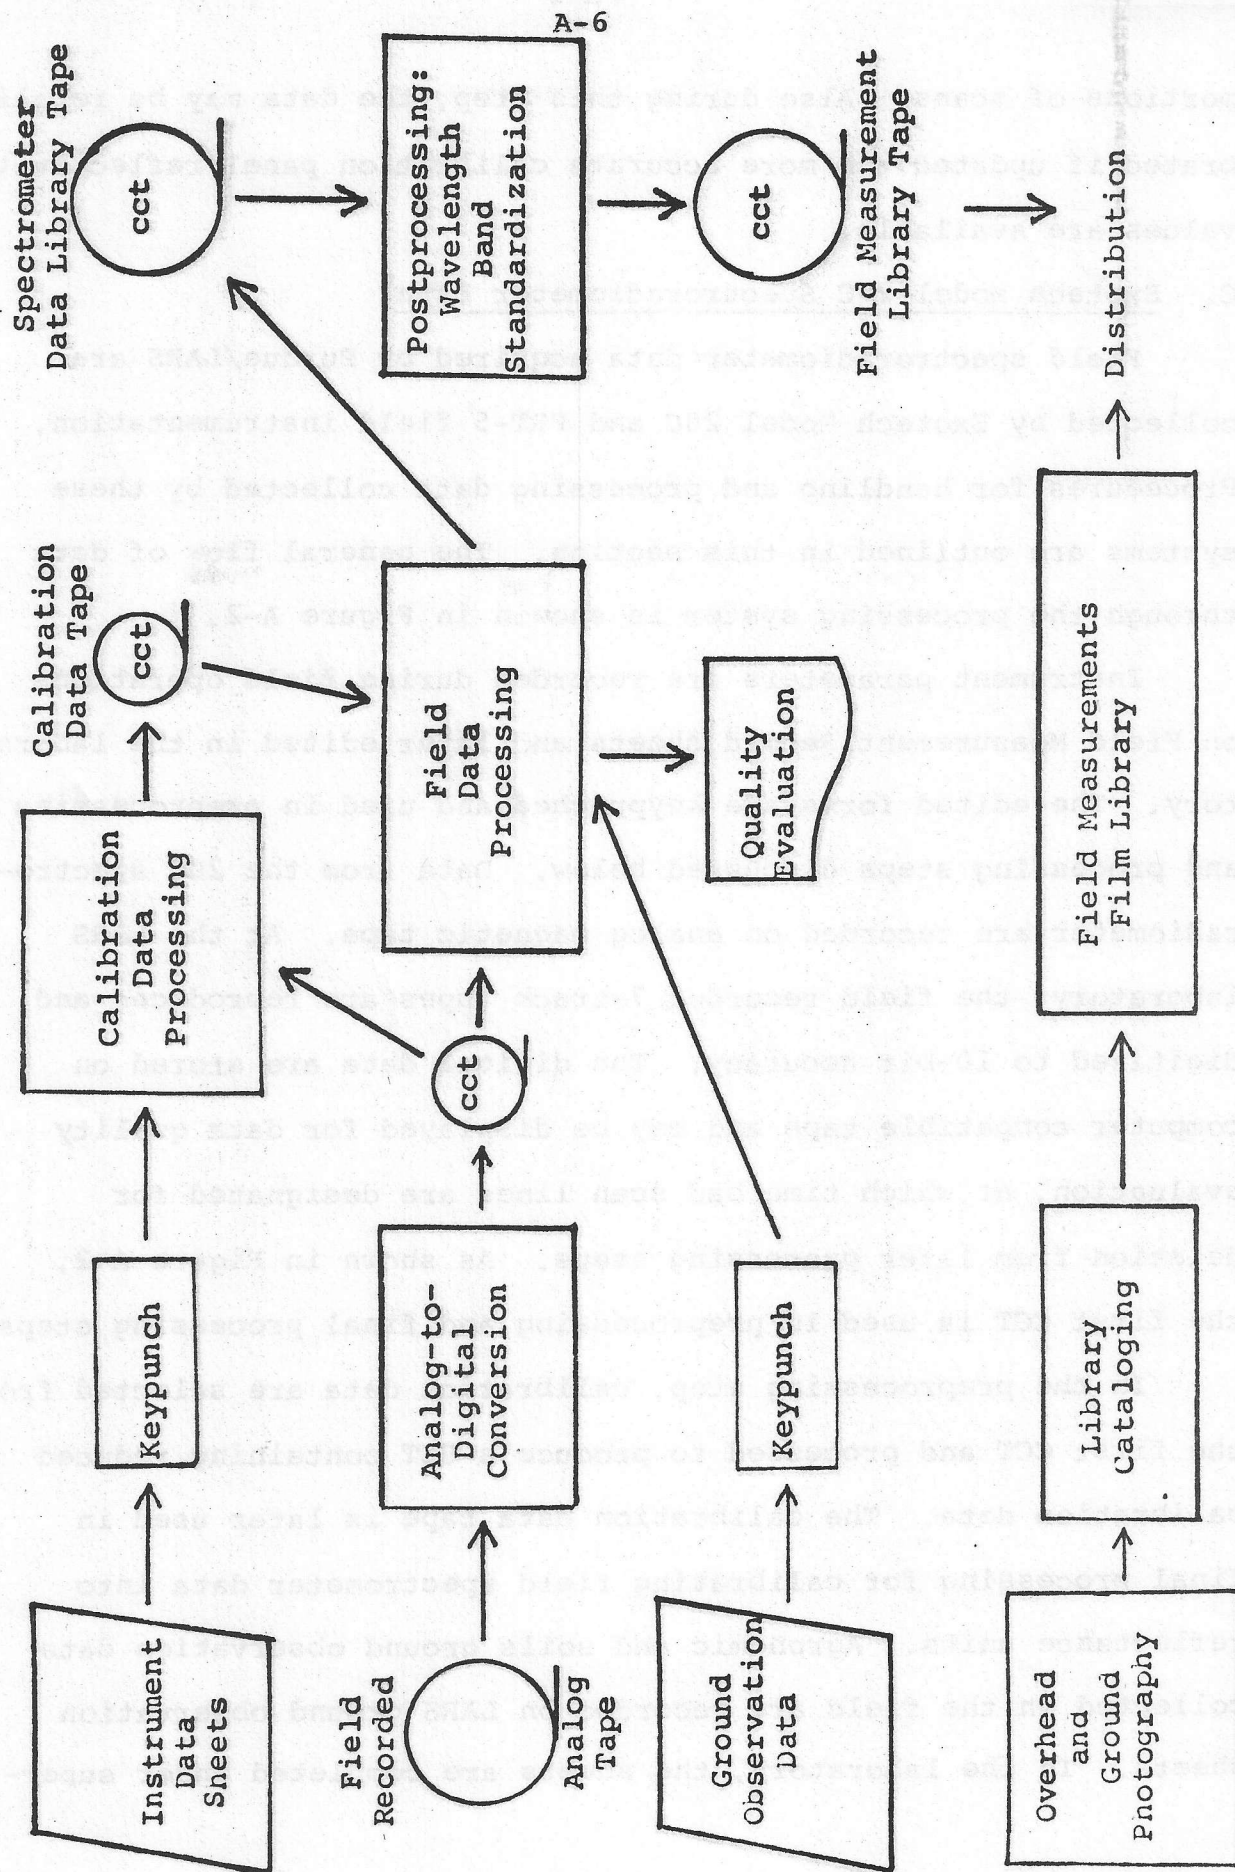 A-6
Instrument
Data
Sheets
Keypunch
Calibration
Data
Processing
Calibration
Data Tape
cct
Spectrometer
Data Library Tape
cct
Field
Recorded
Analog
Tape
Analog-to-
Digital
Conversion
cct
Field
Data
Processing
Postprocessing:
Wavelength
Band
Standardization
Quality
Evaluation
cct
Field Measurement
Library Tape
Ground
Observation
Data
Keypunch
Overhead
and
Ground
Photography
Library
Cataloging
Field Measurements
Film Library
Distribution